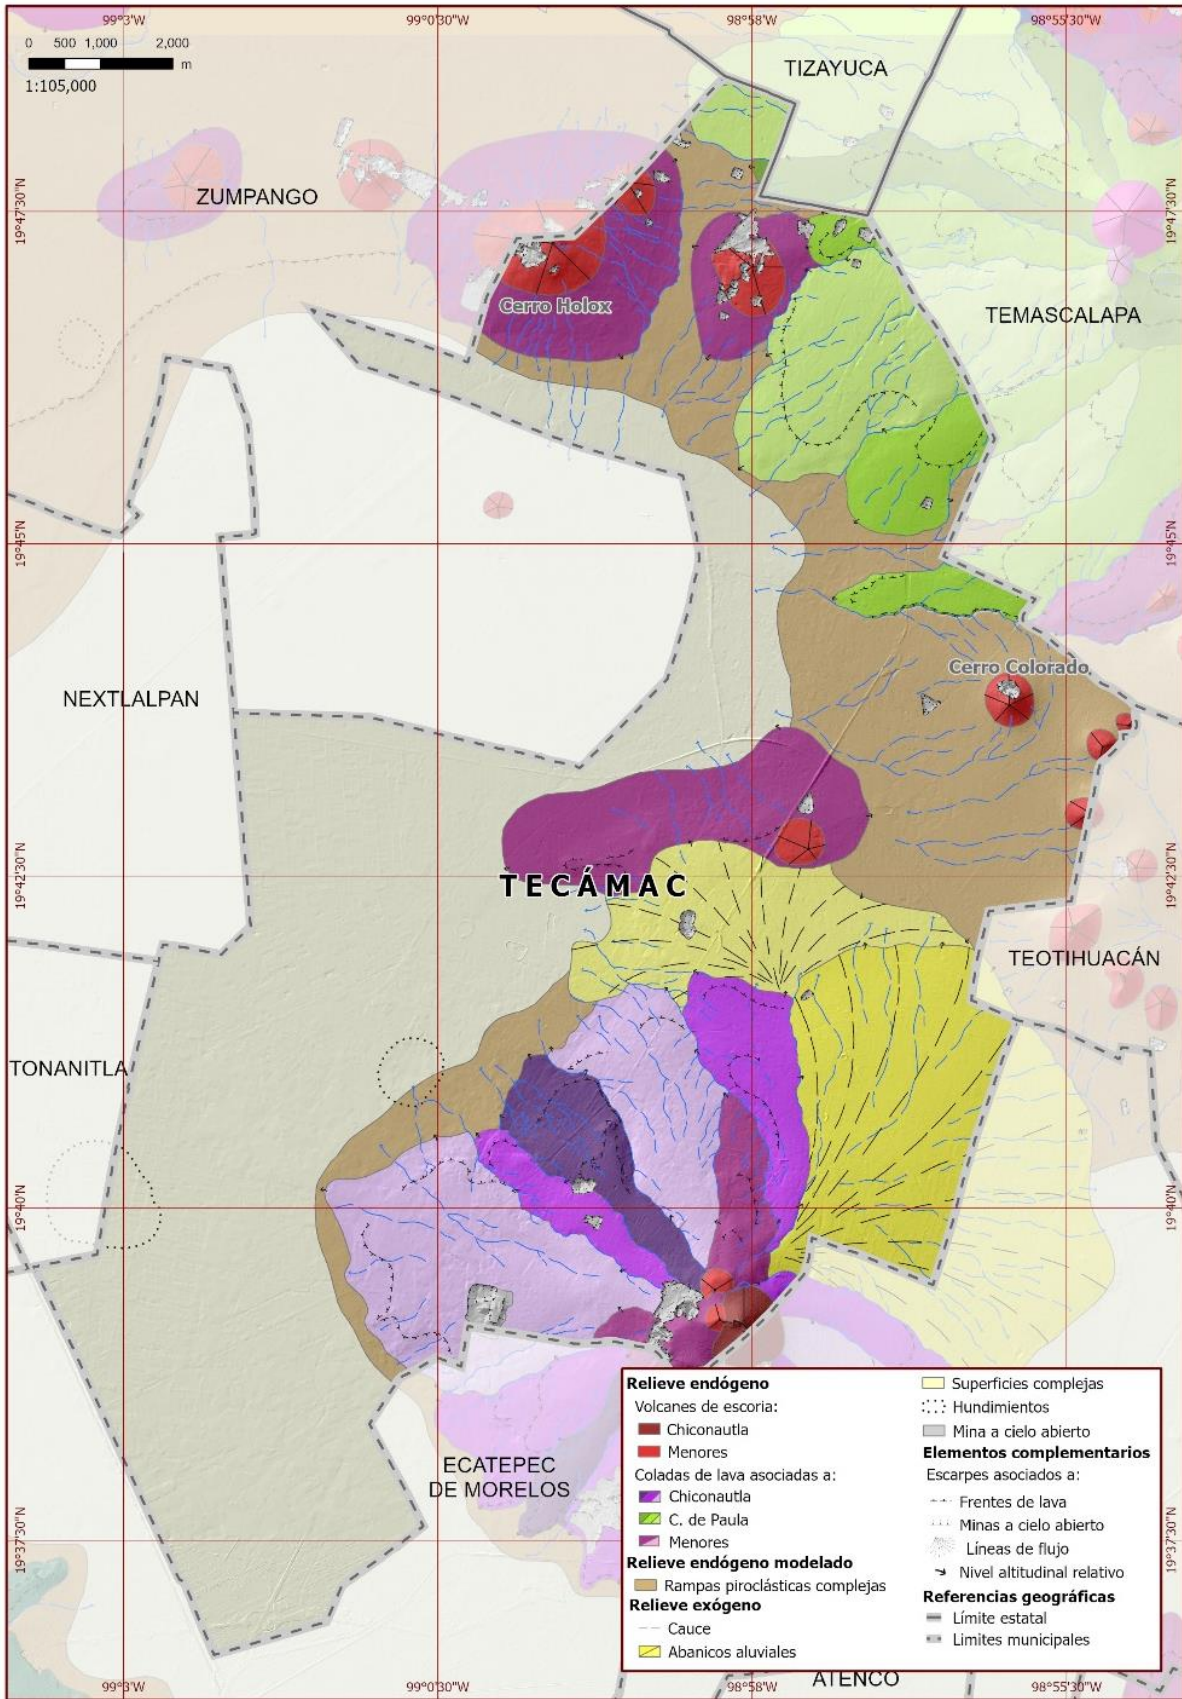 99°3'W 99°0'30"W 98°58'W 98°55'30"W
0 500 1,000 2,000
m
1:105,000
TIZAYUCA
ZUMPANGO
19°47'30"N
19°47'30"N
Cerro Holox
TEMASCALAPA
19°45'N
19°45'N
Cerro Colorado
NEXTLALPAN
19°42'30"N
19°42'30"N
TECÁMAC
TEOTIHUACÁN
TONANITLA
19°40'N
19°40'N
ECATEPEC
DE MORELOS
19°37'30"N
19°37'30"N
Relieve endógeno
Volcanes de escoria:
Chiconautla
Menores
Coladas de lava asociadas a:
Chiconautla
C. de Paula
Menores
Relieve endógeno modelado
Rampas piroclásticas complejas
Relieve exógeno
Cauce
Abanicos aluviales
Superficies complejas
Hundimientos
Mina a cielo abierto
Elementos complementarios
Escarpes asociados a:
Frentes de lava
Minas a cielo abierto
Líneas de flujo
Nivel altitudinal relativo
Referencias geográficas
Límite estatal
Limites municipales
ATENCO
99°3'W 99°0'30"W 98°58'W 98°55'30"W